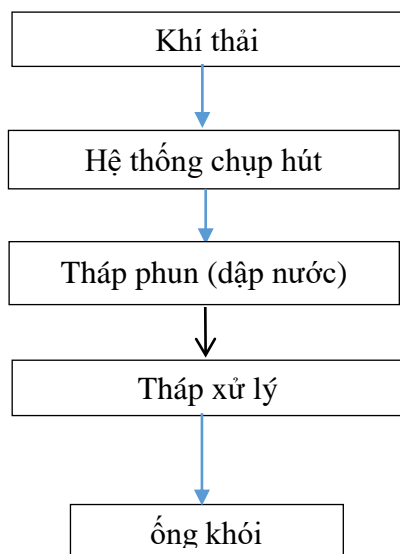 Khí thải
Hệ thống chụp hút
Tháp phun (dập nước)
Tháp xử lý
ống khói